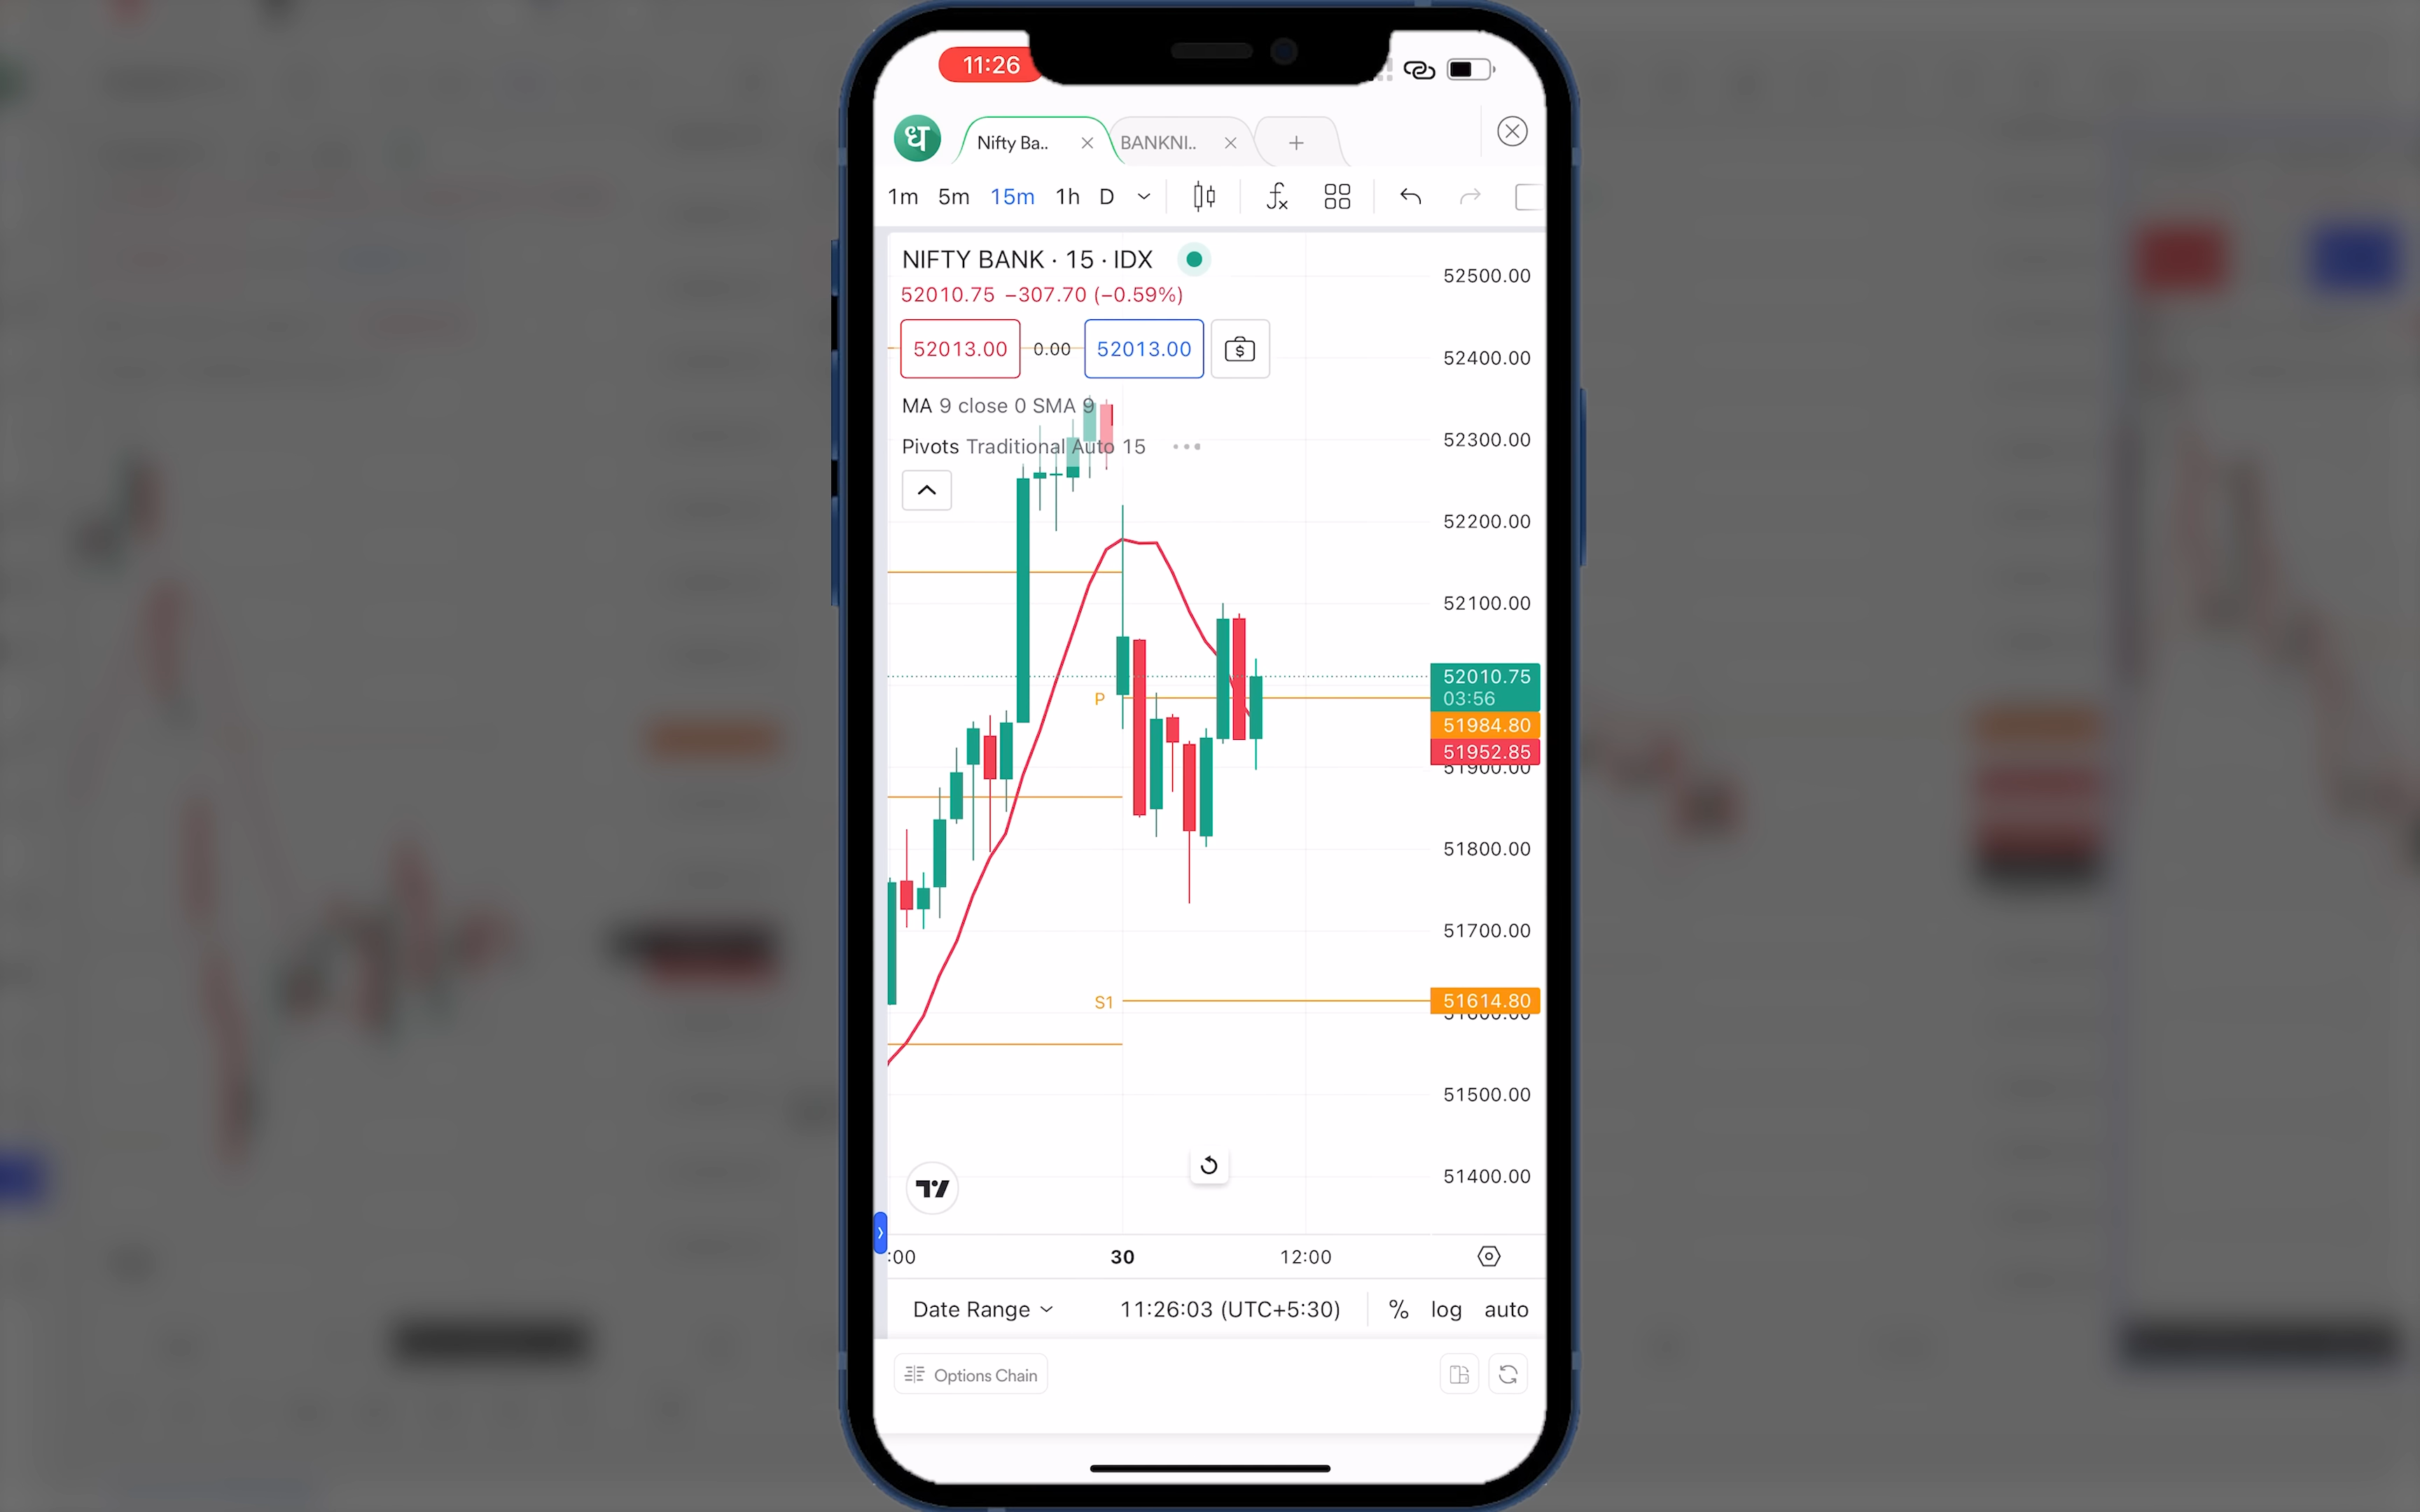 11:26
ध
Nifty Ba..
BANKNI..
1m 5m 15m 1h D
NIFTY BANK · 15 · IDX
52010.75 −307.70 (−0.59%)
52013.00 0.00 52013.00
MA 9 close 0 SMA 9
Pivots Traditional Auto 15
52500.00
52400.00
52300.00
52200.00
52100.00
52010.75
03:56
P
51984.80
51952.85
51900.00
51800.00
51700.00
S1
51614.80
51600.00
51500.00
51400.00
:00 30 12:00
Date Range 11:26:03 (UTC+5:30) % log auto
Options Chain